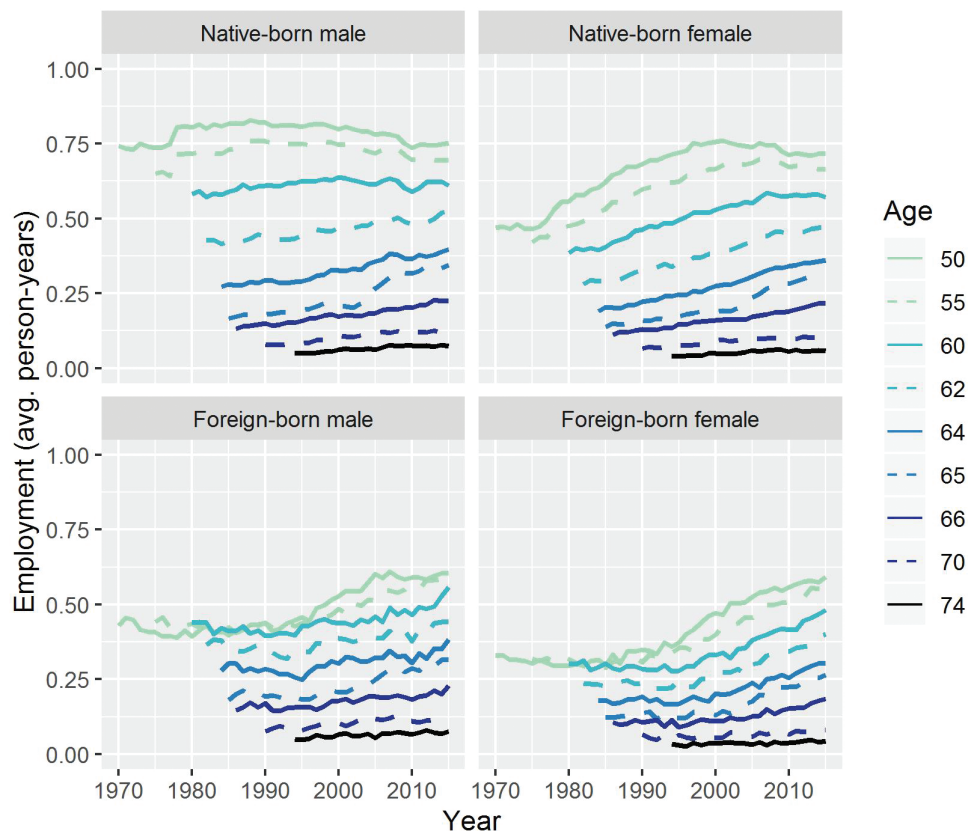 Native-born male
Native-born female
1.00
0.75
0.50
0.25
0.00
Foreign-born male
Foreign-born female
1.00
0.75
0.50
0.25
0.00
Employment (avg. person-years)
1970 1980 1990 2000 2010
1970 1980 1990 2000 2010
Year
Age
50
55
60
62
64
65
66
70
74